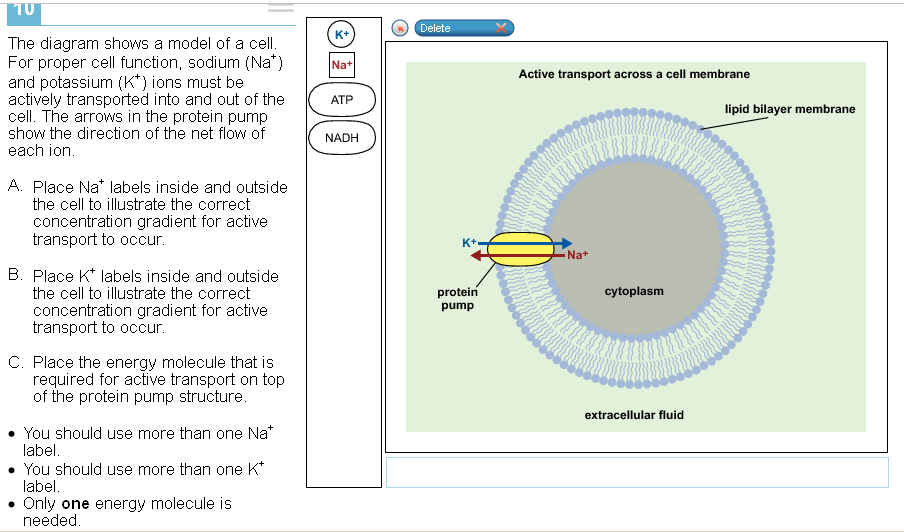 10
The diagram shows a model of a cell.
For proper cell function, sodium (Na⁺)
and potassium (K⁺) ions must be
actively transported into and out of the
cell. The arrows in the protein pump
show the direction of the net flow of
each ion.
A. Place Na⁺ labels inside and outside
the cell to illustrate the correct
concentration gradient for active
transport to occur.
B. Place K⁺ labels inside and outside
the cell to illustrate the correct
concentration gradient for active
transport to occur.
C. Place the energy molecule that is
required for active transport on top
of the protein pump structure.
• You should use more than one Na⁺
label.
• You should use more than one K⁺
label.
• Only one energy molecule is
needed.
K+
Na+
ATP
NADH
Delete
Active transport across a cell membrane
lipid bilayer membrane
K+
Na+
protein
pump
cytoplasm
extracellular fluid